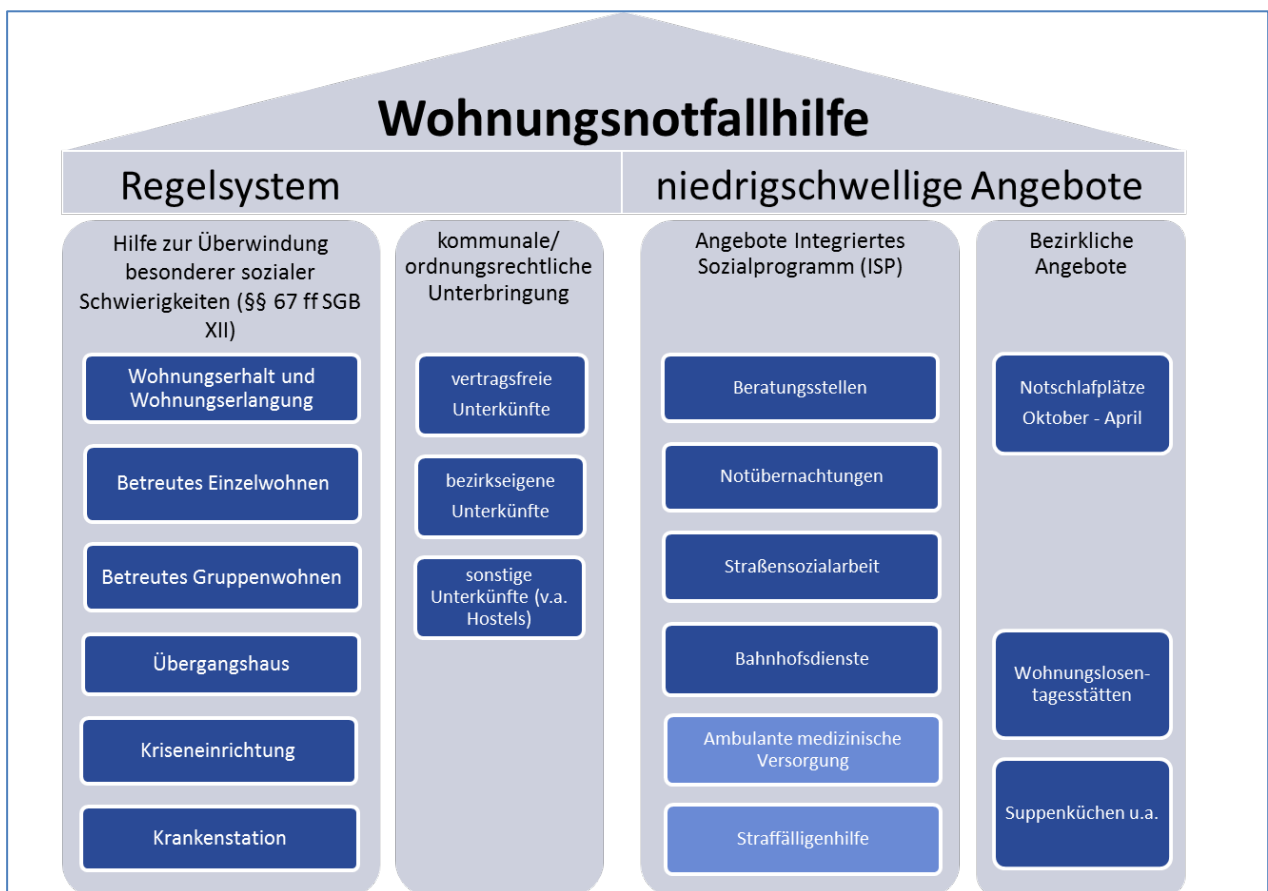 Wohnungsnotfallhilfe
Regelsystem
niedrigschwellige Angebote
Hilfe zur Überwindung
besonderer sozialer
Schwierigkeiten (§§ 67 ff SGB
XII)
Wohnungserhalt und
Wohnungserlangung
Betreutes Einzelwohnen
Betreutes Gruppenwohnen
Übergangshaus
Kriseneinrichtung
Krankenstation
kommunale/
ordnungsrechtliche
Unterbringung
vertragsfreie
Unterkünfte
bezirkseigene
Unterkünfte
sonstige
Unterkünfte (v.a.
Hostels)
Angebote Integriertes
Sozialprogramm (ISP)
Beratungsstellen
Notübernachtungen
Straßensozialarbeit
Bahnhofsdienste
Ambulante medizinische
Versorgung
Straffälligenhilfe
Bezirkliche
Angebote
Notschlafplätze
Oktober - April
Wohnungslosen-
tagesstätten
Suppenküchen u.a.